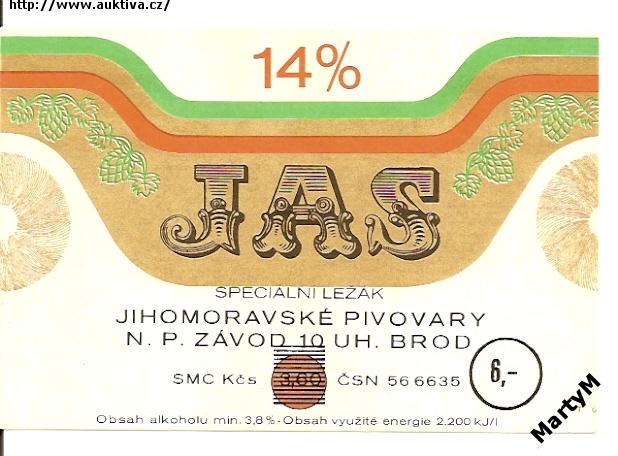 http://www.auktiva.cz/
14%
JAS
SPECIÁLNÍ LEŽÁK
JIHOMORAVSKÉ PIVOVARY
N. P. ZÁVOD 10 UH. BROD
SMC Kčs 3,60 ČSN 56 6635
6,-
Obsah alkoholu min. 3,8% - Obsah využité energie 2.200 kJ/l
MartyM